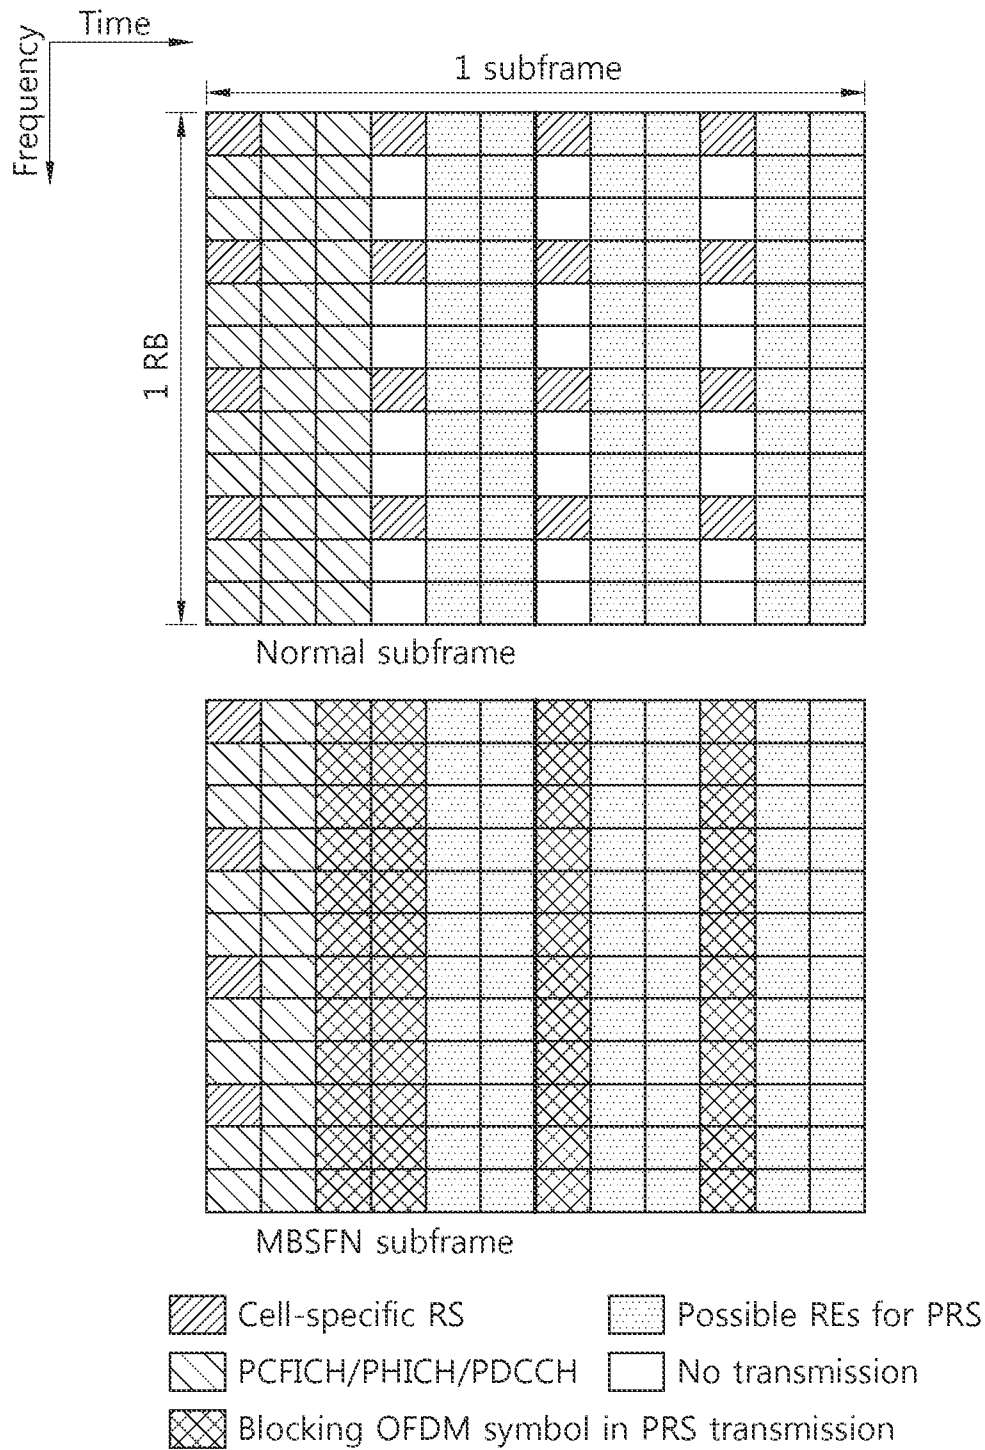 Time
Frequency
1 subframe
1 RB
Normal subframe
MBSFN subframe
Cell-specific RS
Possible REs for PRS
PCFICH/PHICH/PDCCH
No transmission
Blocking OFDM symbol in PRS transmission